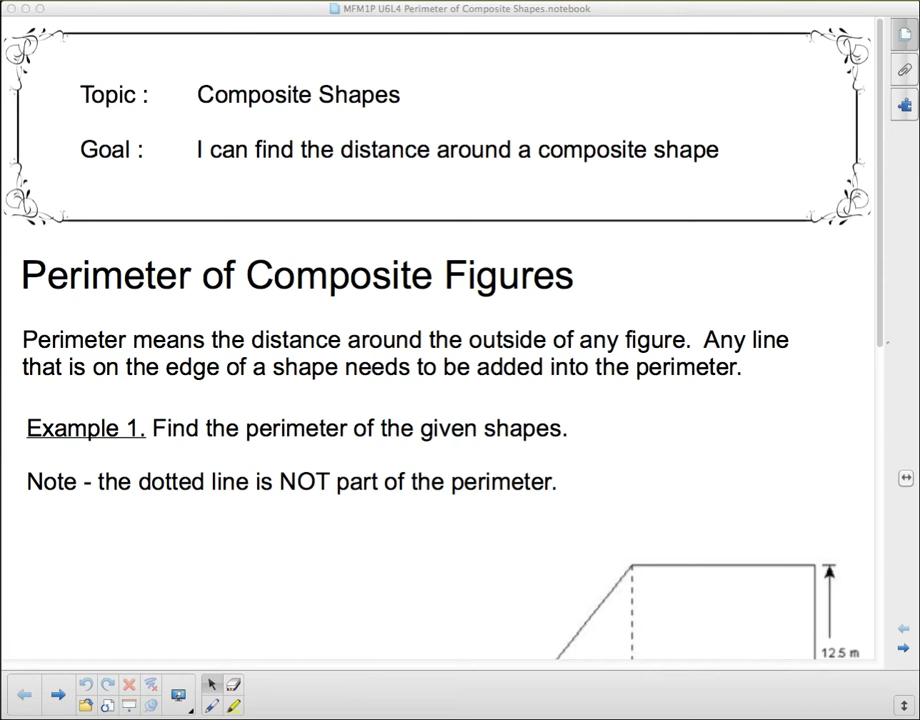 MFM1P U6L4 Perimeter of Composite Shapes.notebook
Topic : Composite Shapes
Goal : I can find the distance around a composite shape
Perimeter of Composite Figures
Perimeter means the distance around the outside of any figure. Any line
that is on the edge of a shape needs to be added into the perimeter.
Example 1. Find the perimeter of the given shapes.
Note - the dotted line is NOT part of the perimeter.
12.5 m